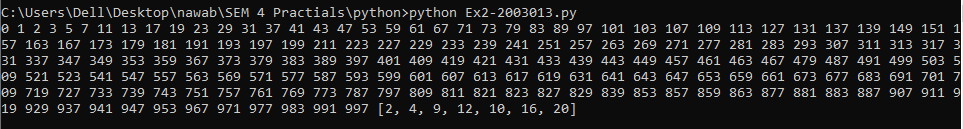 C:\Users\Dell\Desktop\nawab\SEM 4 Practials\python>python Ex2-2003013.py
0 1 2 3 5 7 11 13 17 19 23 29 31 37 41 43 47 53 59 61 67 71 73 79 83 89 97 101 103 107 109 113 127 131 137 139 149 151 1
57 163 167 173 179 181 191 193 197 199 211 223 227 229 233 239 241 251 257 263 269 271 277 281 283 293 307 311 313 317 3
31 337 347 349 353 359 367 373 379 383 389 397 401 409 419 421 431 433 439 443 449 457 461 463 467 479 487 491 499 503 5
09 521 523 541 547 557 563 569 571 577 587 593 599 601 607 613 617 619 631 641 643 647 653 659 661 673 677 683 691 701 7
09 719 727 733 739 743 751 757 761 769 773 787 797 809 811 821 823 827 829 839 853 857 859 863 877 881 883 887 907 911 9
19 929 937 941 947 953 967 971 977 983 991 997 [2, 4, 9, 12, 10, 16, 20]